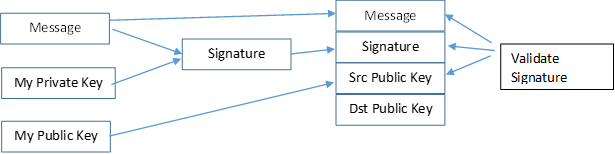 Message
My Private Key
My Public Key
Signature
Message
Signature
Src Public Key
Dst Public Key
Validate
Signature